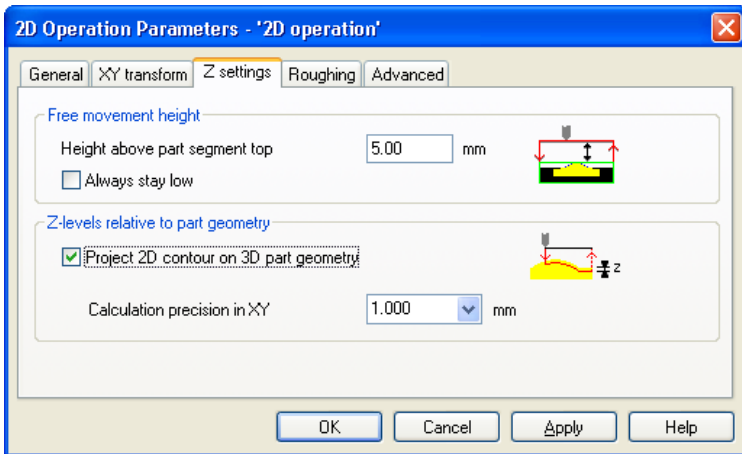 2D Operation Parameters - '2D operation'
General XY transform Z settings Roughing Advanced
Free movement height
Height above part segment top 5.00 mm
Always stay low
Z-levels relative to part geometry
Project 2D contour on 3D part geometry
Z
Calculation precision in XY 1.000 mm
OK Cancel Apply Help